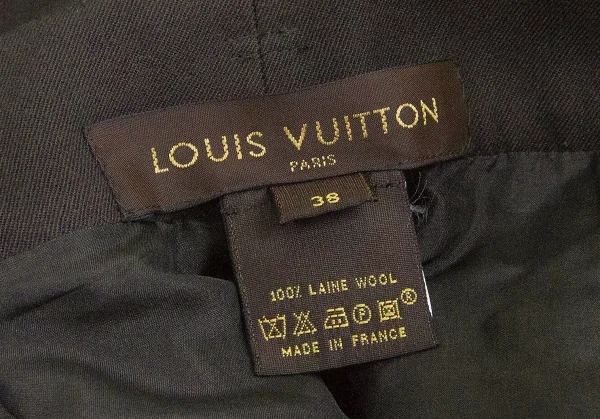 LOUIS VUITTON
PARIS
38
100% LAINE WOOL
P ®
MADE IN FRANCE